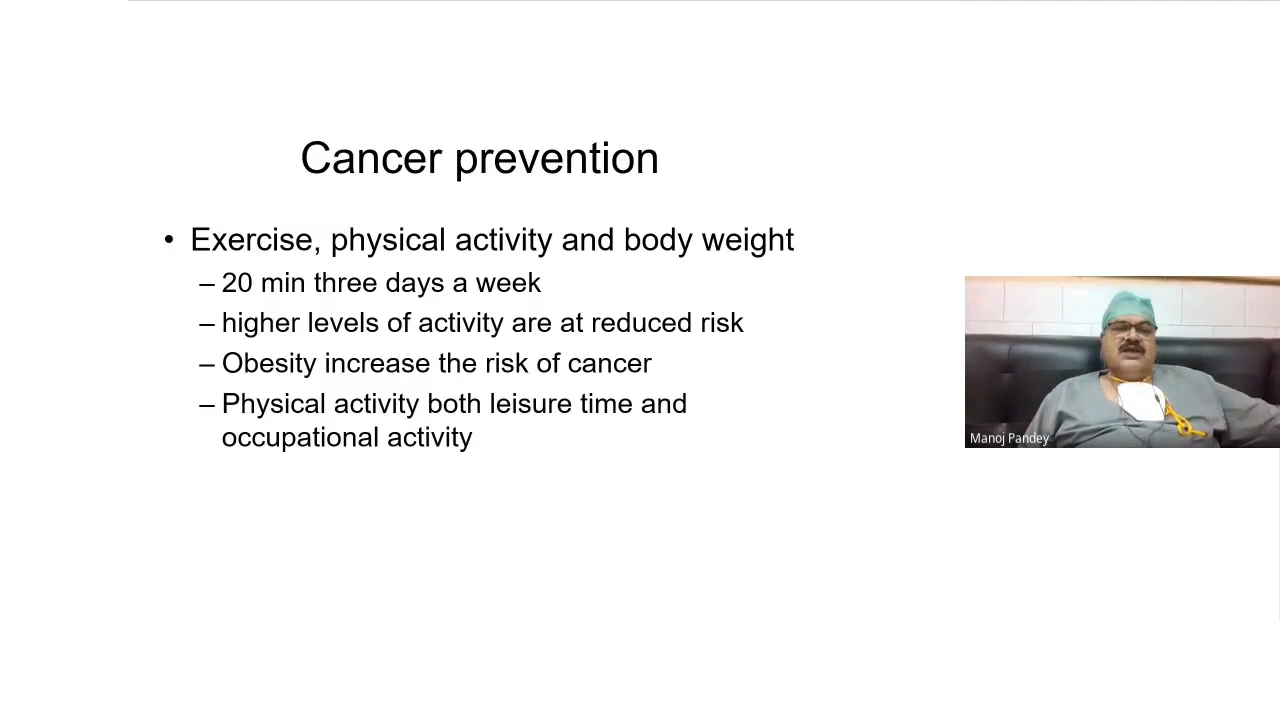 Cancer prevention
• Exercise, physical activity and body weight
– 20 min three days a week
– higher levels of activity are at reduced risk
– Obesity increase the risk of cancer
– Physical activity both leisure time and
occupational activity
Manoj Pandey